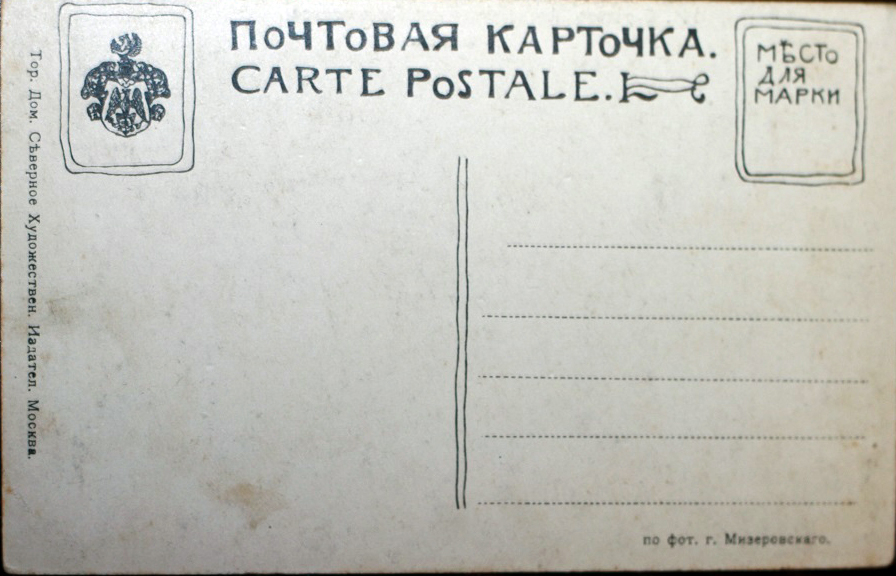 ПОЧТОВАЯ КАРТОЧКА.
CARTE POSTALE.
МѢСТО
ДЛЯ
МАРКИ
Тор. Дом. Сѣверное Художествен. Издател. Москва.
по фот. г. Мизеровскаго.